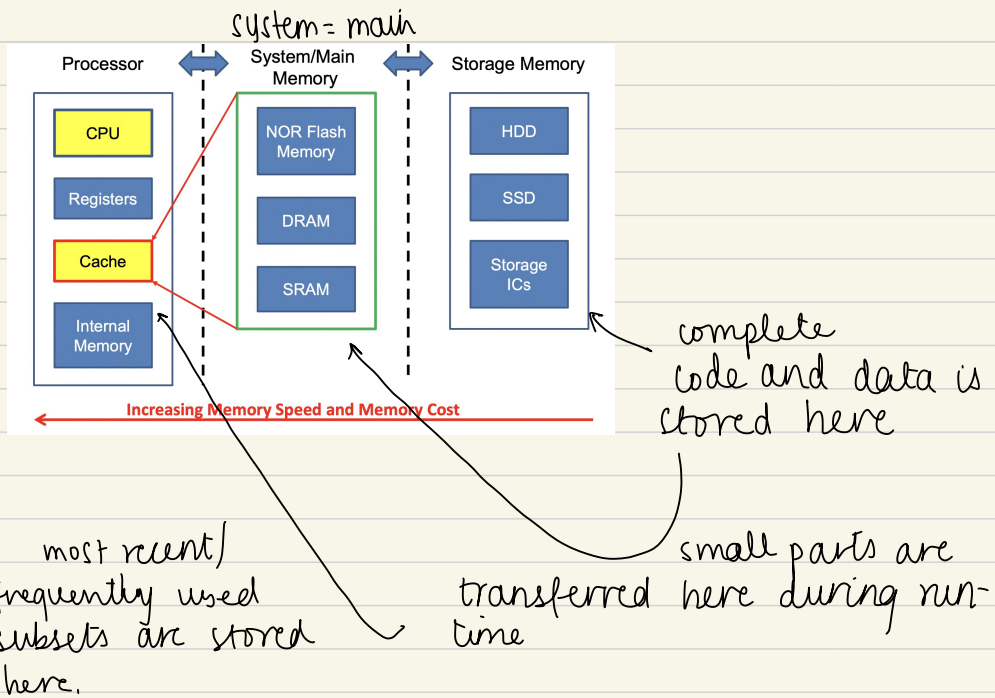 system = main
Processor
System/Main
Memory
Storage Memory
CPU
Registers
Cache
Internal
Memory
NOR Flash
Memory
DRAM
SRAM
HDD
SSD
Storage
ICs
Increasing Memory Speed and Memory Cost
complete
code and data is
stored here
small parts are
transferred here during run-
time
most recent/
frequently used
subsets are stored
here.